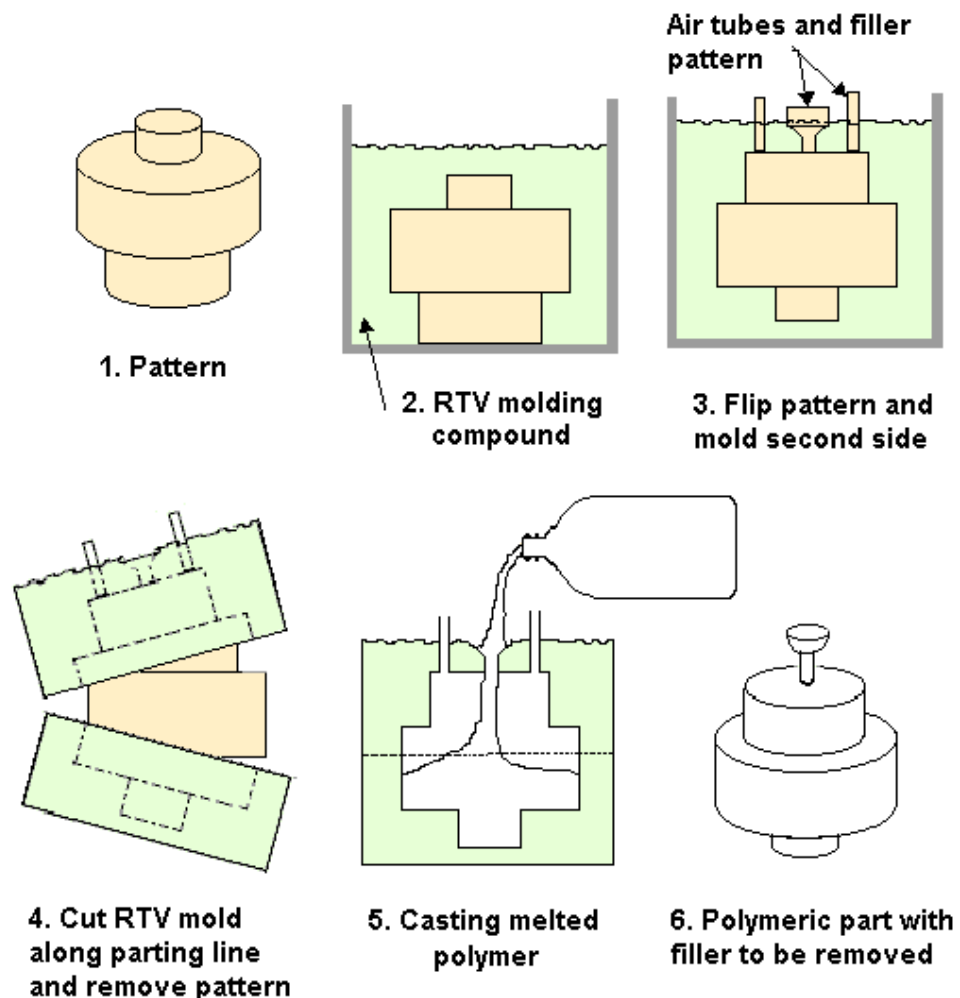 Air tubes and filler
pattern
1. Pattern
2. RTV molding
compound
3. Flip pattern and
mold second side
4. Cut RTV mold
along parting line
and remove pattern
5. Casting melted
polymer
6. Polymeric part with
filler to be removed